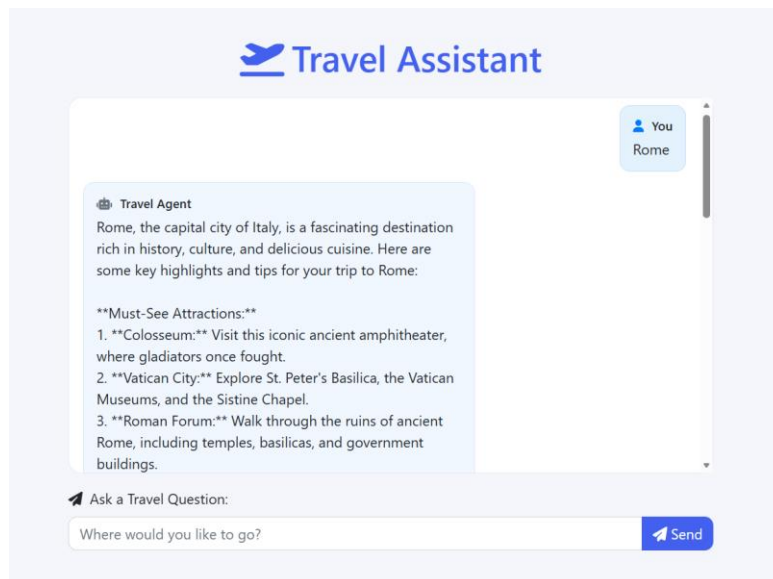 Travel Assistant
You
Rome
Travel Agent
Rome, the capital city of Italy, is a fascinating destination
rich in history, culture, and delicious cuisine. Here are
some key highlights and tips for your trip to Rome:
**Must-See Attractions:**
1. **Colosseum:** Visit this iconic ancient amphitheater,
where gladiators once fought.
2. **Vatican City:** Explore St. Peter's Basilica, the Vatican
Museums, and the Sistine Chapel.
3. **Roman Forum:** Walk through the ruins of ancient
Rome, including temples, basilicas, and government
buildings.
Ask a Travel Question:
Where would you like to go?
Send